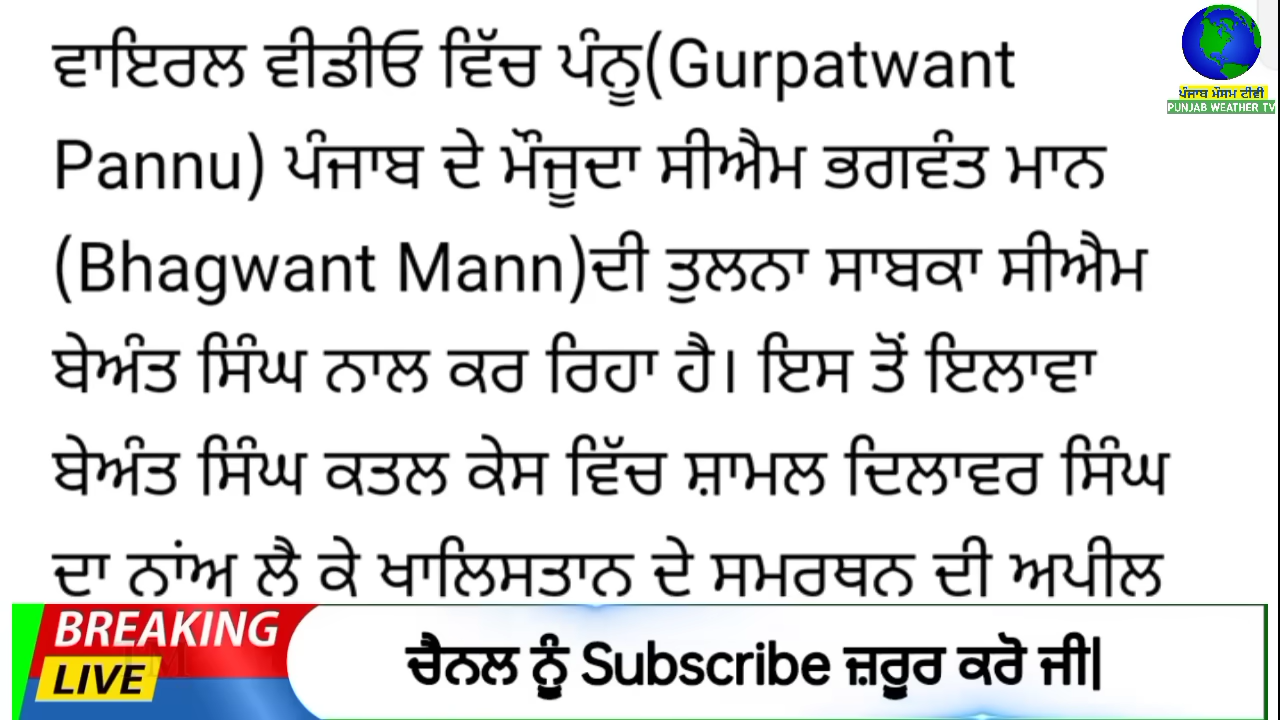 ਵਾਇਰਲ ਵੀਡੀਓ ਵਿੱਚ ਪੰਨੂ(Gurpatwant
Pannu) ਪੰਜਾਬ ਦੇ ਮੌਜੂਦਾ ਸੀਐਮ ਭਗਵੰਤ ਮਾਨ
(Bhagwant Mann)ਦੀ ਤੁਲਨਾ ਸਾਬਕਾ ਸੀਐਮ
ਬੇਅੰਤ ਸਿੰਘ ਨਾਲ ਕਰ ਰਿਹਾ ਹੈ। ਇਸ ਤੋਂ ਇਲਾਵਾ
ਬੇਅੰਤ ਸਿੰਘ ਕਤਲ ਕੇਸ ਵਿੱਚ ਸ਼ਾਮਲ ਦਿਲਾਵਰ ਸਿੰਘ
ਦਾ ਨਾਂਅ ਲੈ ਕੇ ਖਾਲਿਸਤਾਨ ਦੇ ਸਮਰਥਨ ਦੀ ਅਪੀਲ
ਪੰਜਾਬ ਮੌਸਮ ਟੀਵੀ
PUNJAB WEATHER TV
BREAKING
LIVE
ਚੈਨਲ ਨੂੰ Subscribe ਜ਼ਰੂਰ ਕਰੋ ਜੀ|